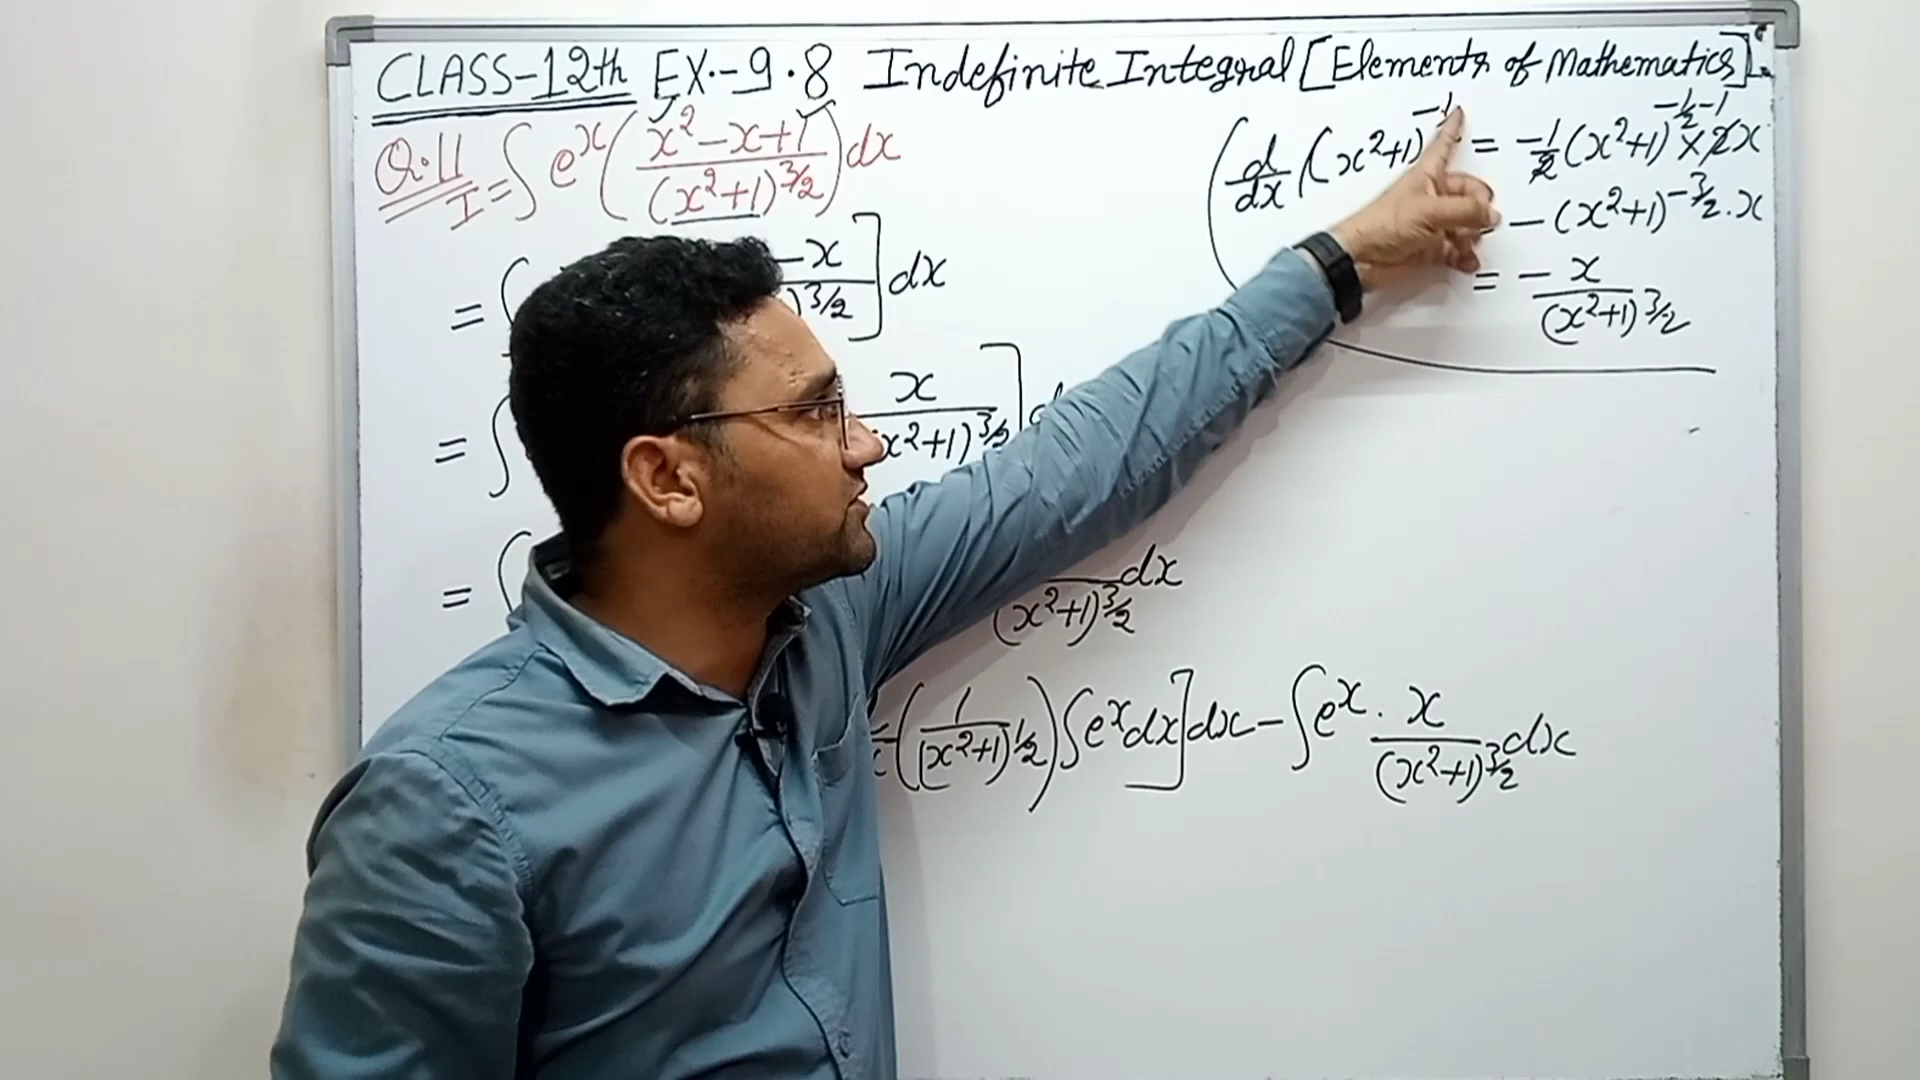 CLASS-12th EX.-9.8 Indefinite Integral [Elements of Mathematics]
Q.11 I = ∫ e^x ( (x²-x+1) / (x²+1)^(3/2) ) dx
= ∫ -x / )^(3/2) ] dx
= ∫ x / (x²+1)^(3/2) ] d
= ∫ / (x²+1)^(3/2) dx
( 1 / (x²+1)^(1/2) ) ∫ e^x dx ] dx - ∫ e^x . x / (x²+1)^(3/2) dx
( d/dx (x²+1)^(-1 = -1/2 (x²+1)^(-1/2-1) × 2x
- (x²+1)^(-3/2) . x
= - x / (x²+1)^(3/2)